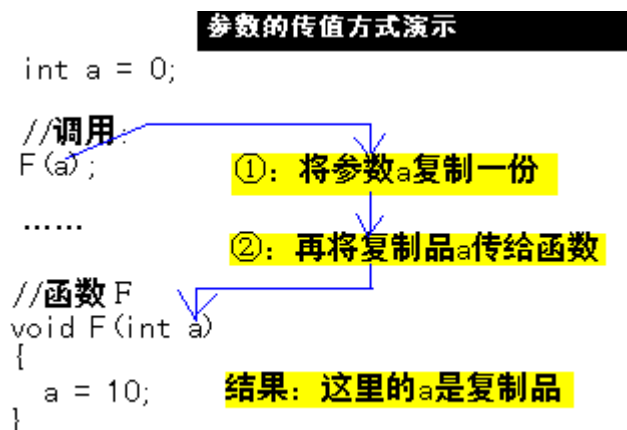 参数的传值方式演示
int a = 0;
//调用:
F(a);
①：将参数a复制一份
……
②：再将复制品a传给函数
//函数 F
void F(int a)
{
a = 10;
结果：这里的a是复制品
}